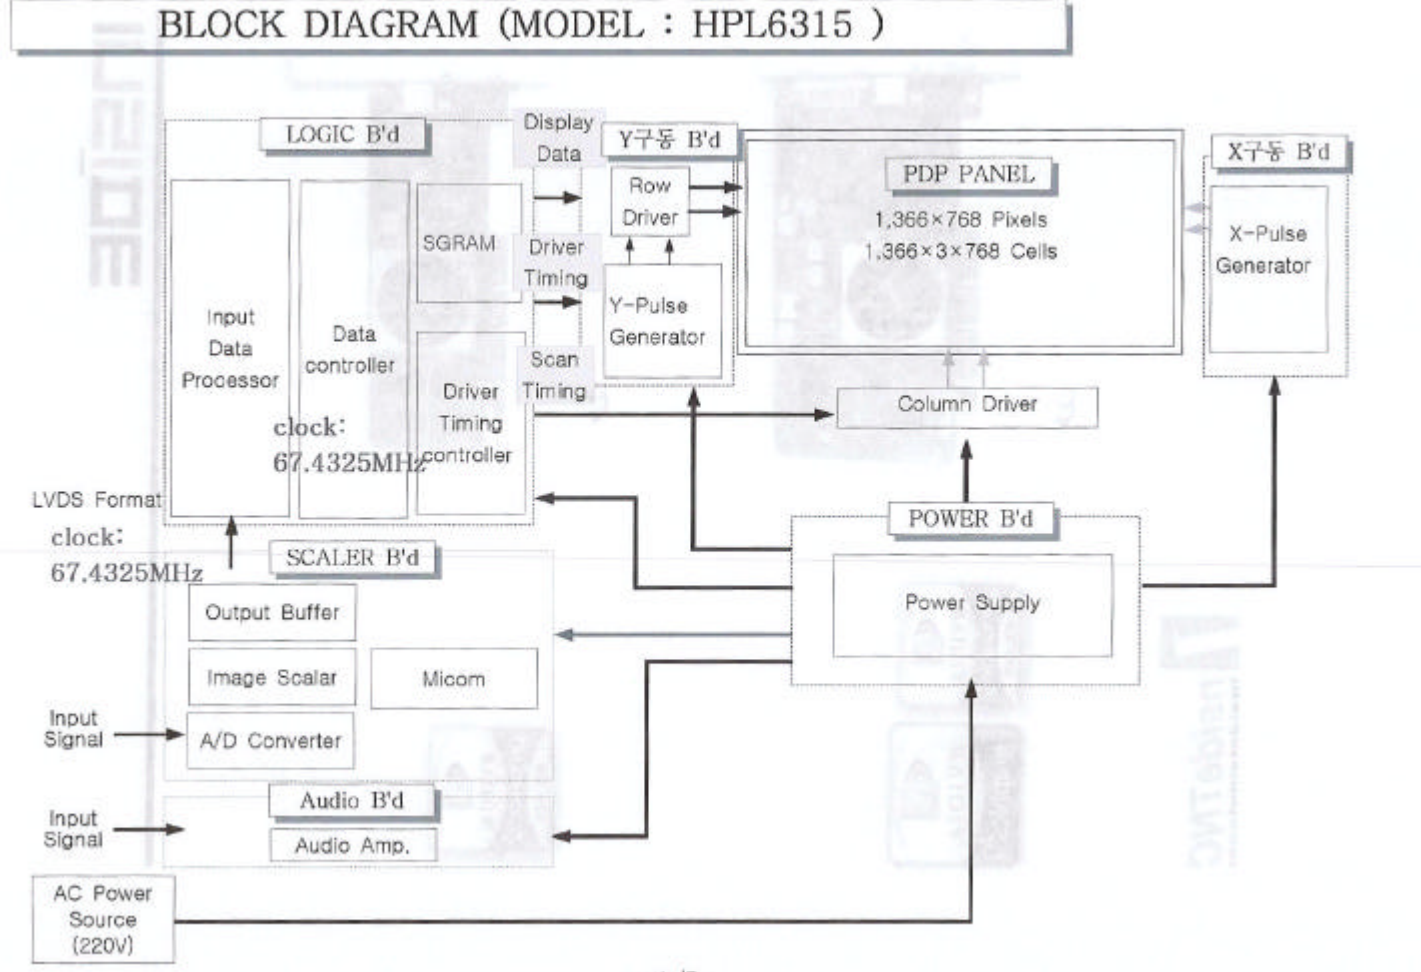 BLOCK DIAGRAM (MODEL : HPL6315 )
LOGIC B'd
Display
Data
Y구동 B'd
X구동 B'd
PDP PANEL
1,366×768 Pixels
1,366×3×768 Cells
Row
Driver
SGRAM
Driver
Timing
Y-Pulse
Generator
X-Pulse
Generator
Input
Data
Processor
Data
controller
Scan
Timing
Driver
Timing
controller
Column Driver
clock:
67.4325MHz
LVDS Format
clock:
67.4325MHz
SCALER B'd
POWER B'd
Output Buffer
Power Supply
Image Scalar
Micom
Input
Signal
A/D Converter
Audio B'd
Input
Signal
Audio Amp.
AC Power
Source
(220V)